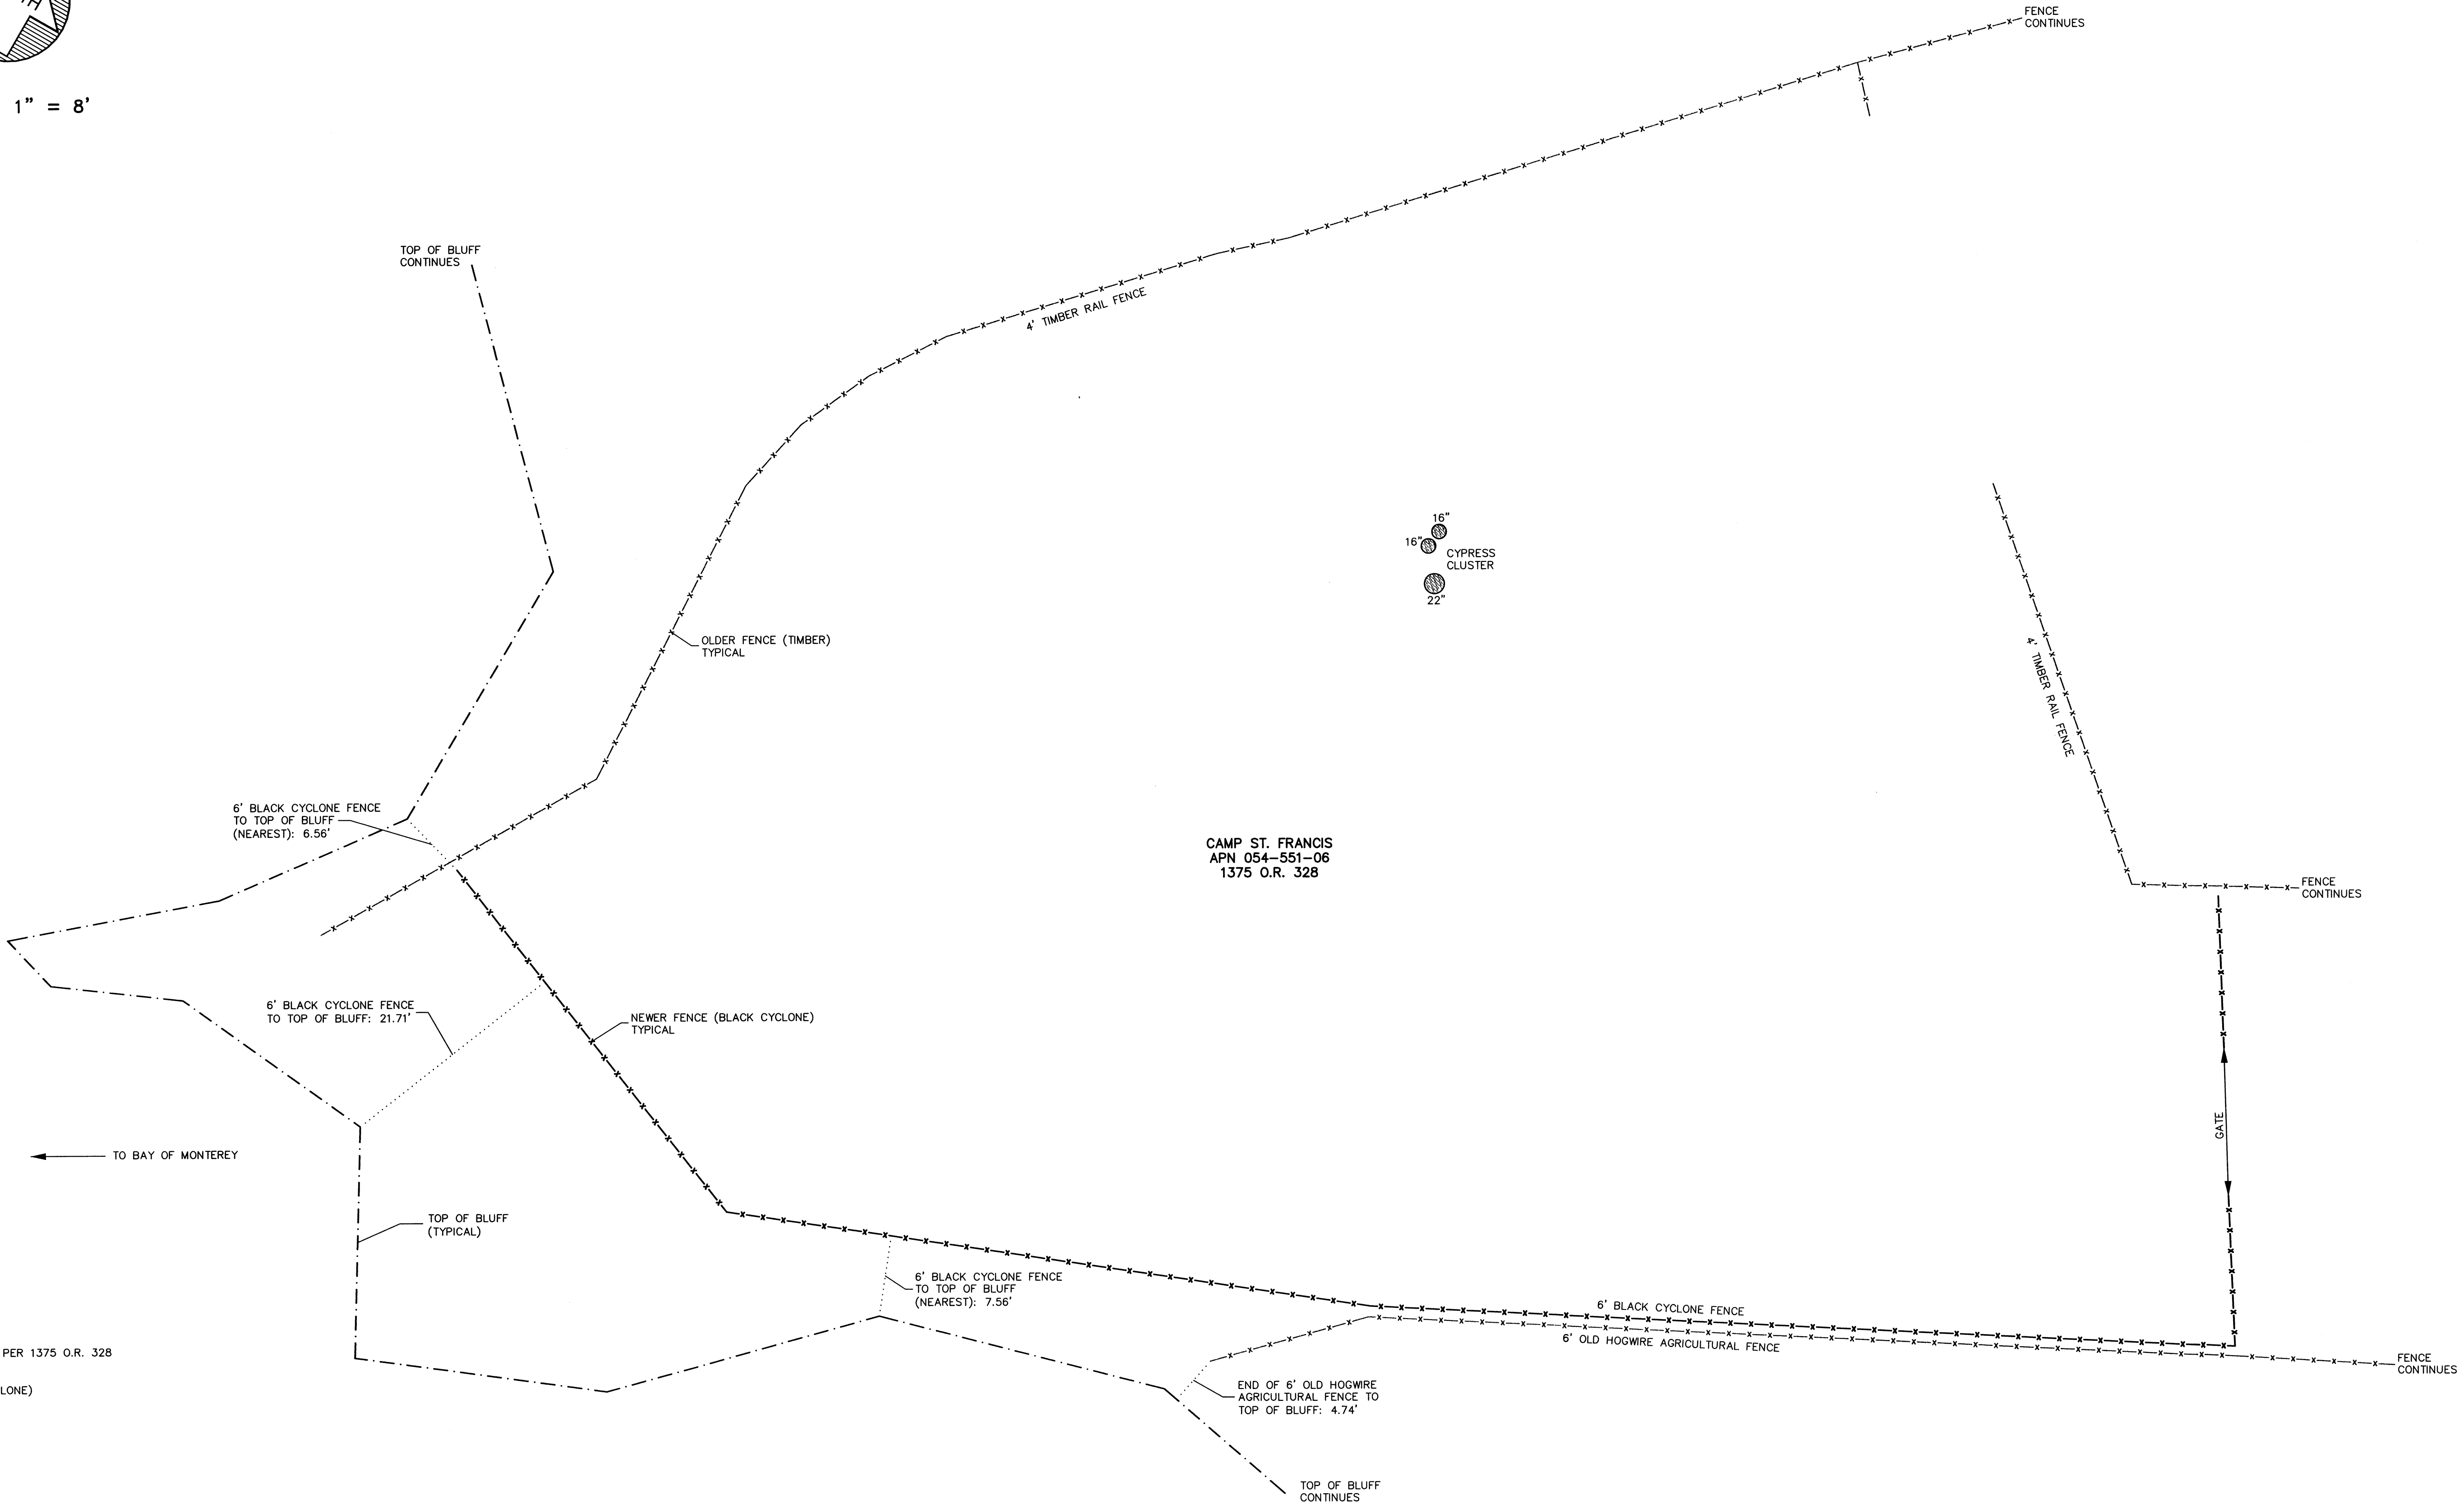 FENCE
CONTINUES
1” = 8’
TOP OF BLUFF
CONTINUES
4’ TIMBER RAIL FENCE
16”
16”
CYPRESS
CLUSTER
22”
OLDER FENCE (TIMBER)
TYPICAL
4’ TIMBER RAIL FENCE
6’ BLACK CYCLONE FENCE
TO TOP OF BLUFF
(NEAREST): 6.56’
CAMP ST. FRANCIS
APN 054–551–06
1375 O.R. 328
FENCE
CONTINUES
6’ BLACK CYCLONE FENCE
TO TOP OF BLUFF: 21.71’
NEWER FENCE (BLACK CYCLONE)
TYPICAL
GATE
TO BAY OF MONTEREY
TOP OF BLUFF
(TYPICAL)
6’ BLACK CYCLONE FENCE
TO TOP OF BLUFF
(NEAREST): 7.56’
6’ BLACK CYCLONE FENCE
6’ OLD HOGWIRE AGRICULTURAL FENCE
PER 1375 O.R. 328
FENCE
CONTINUES
LONE)
END OF 6’ OLD HOGWIRE
AGRICULTURAL FENCE TO
TOP OF BLUFF: 4.74’
TOP OF BLUFF
CONTINUES